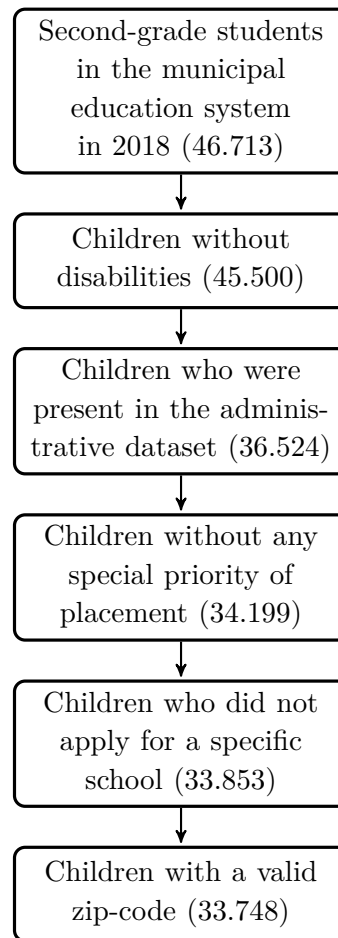 Second-grade students
in the municipal
education system
in 2018 (46.713)
Children without
disabilities (45.500)
Children who were
present in the adminis-
trative dataset (36.524)
Children without any
special priority of
placement (34.199)
Children who did not
apply for a specific
school (33.853)
Children with a valid
zip-code (33.748)